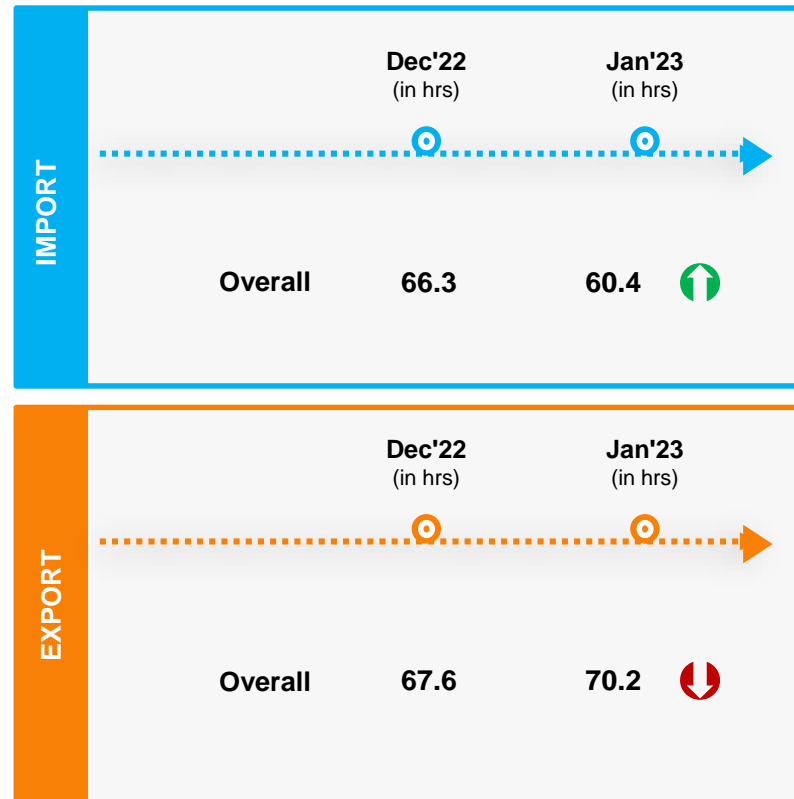 IMPORT
Dec'22 Jan'23
(in hrs) (in hrs)
Overall 66.3 60.4
EXPORT
Dec'22 Jan'23
(in hrs) (in hrs)
Overall 67.6 70.2